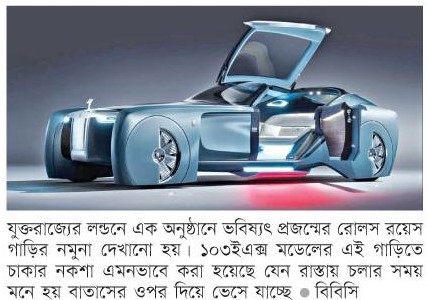 যুক্তরাজ্যের লন্ডনে এক অনুষ্ঠানে ভবিষ্যৎ প্রজন্মের রোলস রয়েস
গাড়ির নমুনা দেখানো হয়। ১০৩ইএক্স মডেলের এই গাড়িতে
চাকার নকশা এমনভাবে করা হয়েছে যেন রাস্তায় চলার সময়
মনে হয় বাতাসের ওপর দিয়ে ভেসে যাচ্ছে ● বিবিসি